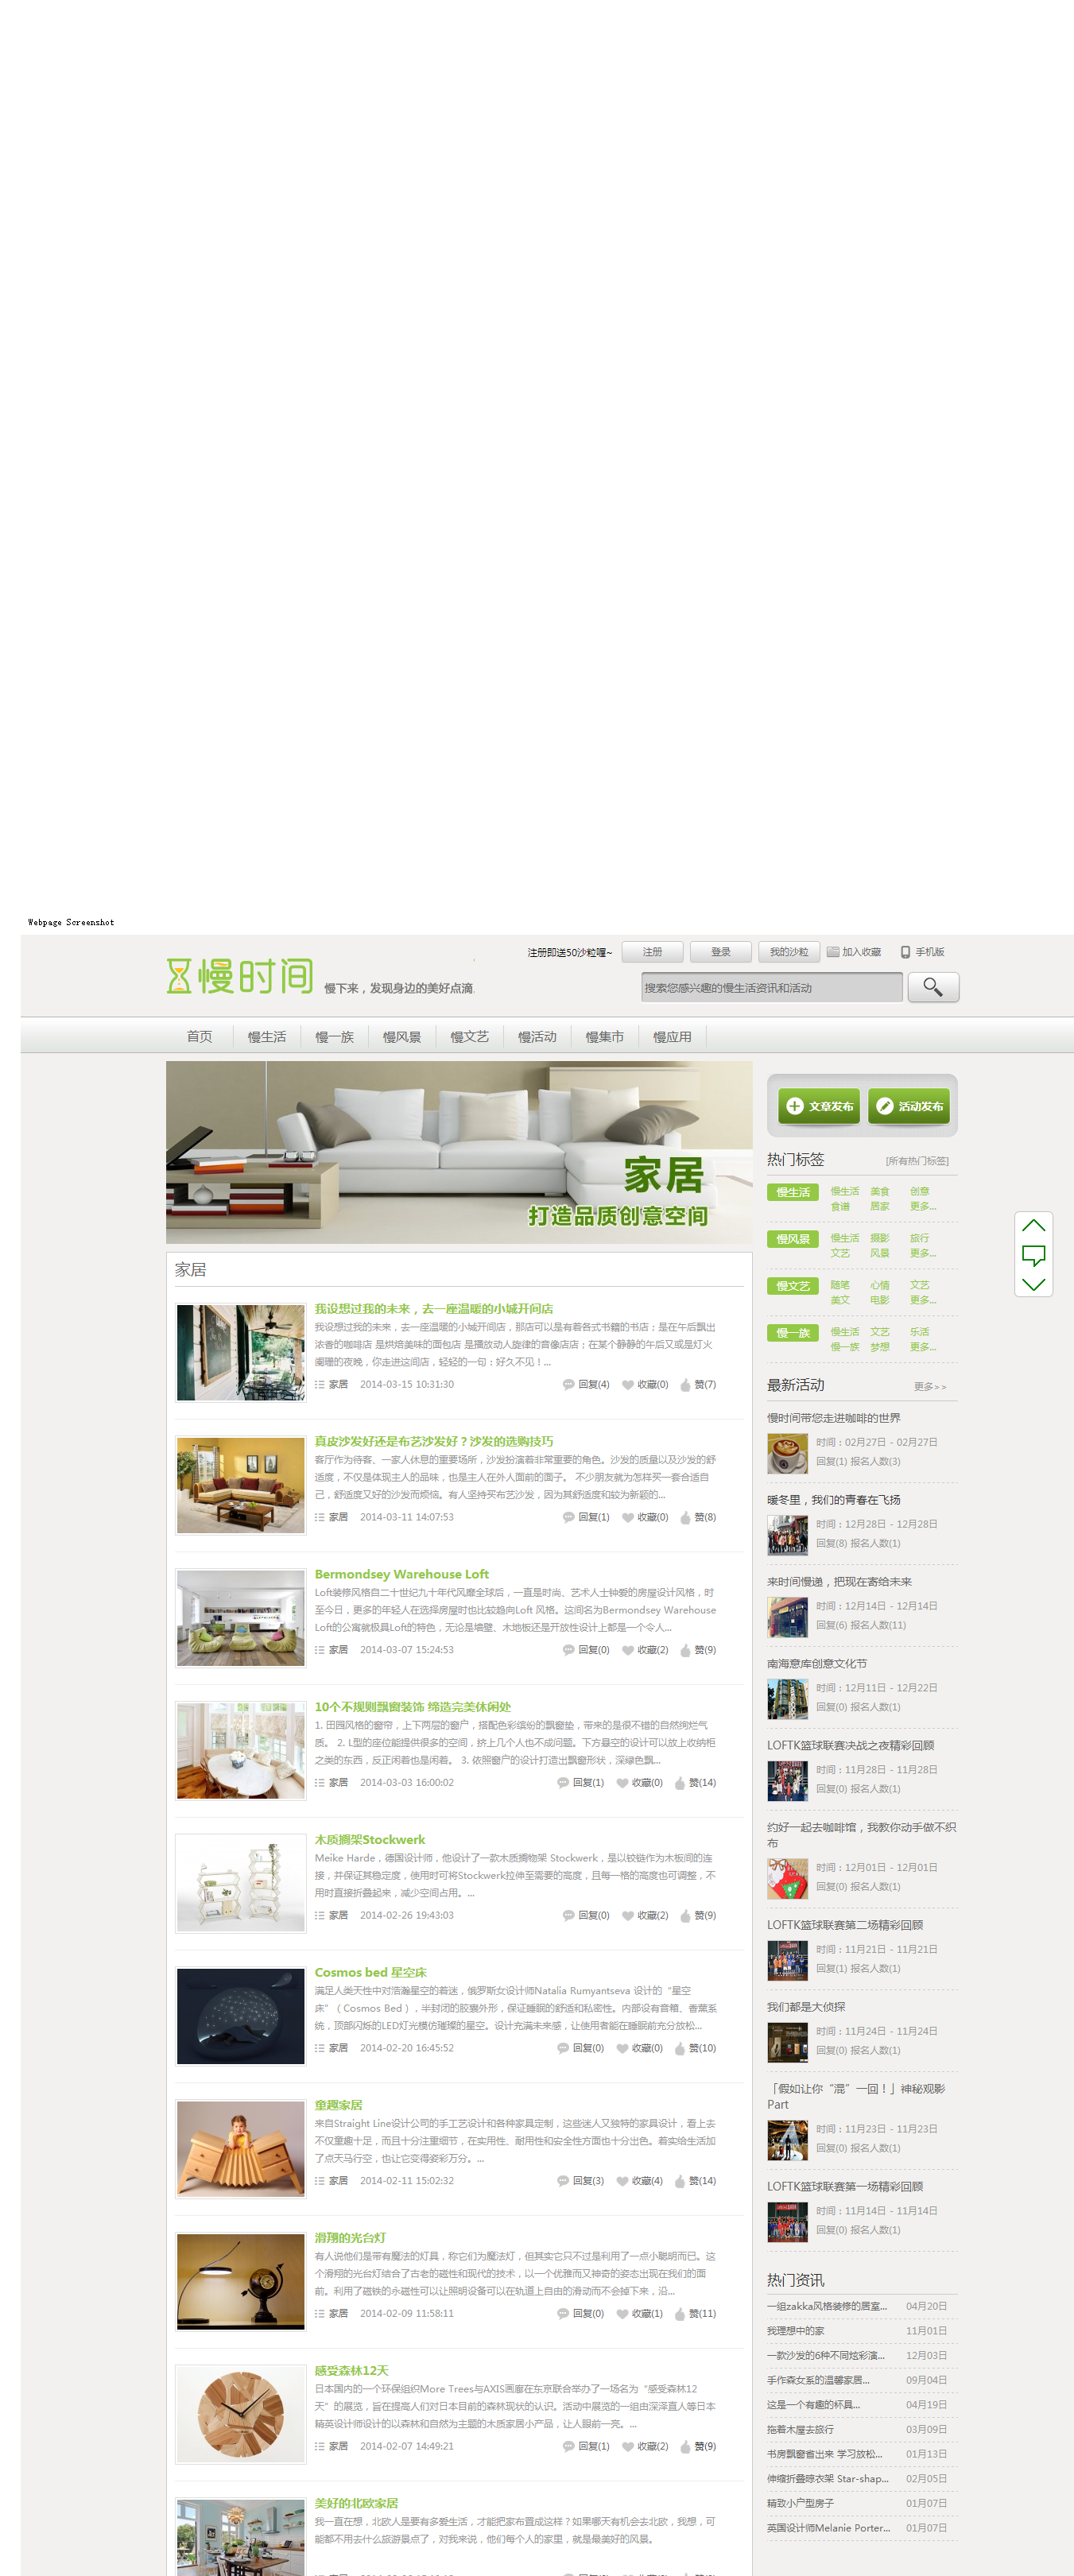 Webpage Screenshot
注册即送50沙粒喔~
注册
登录
我的沙粒
加入收藏
手机版
慢时间
慢下来，发现身边的美好点滴
搜索您感兴趣的慢生活资讯和活动
首页
慢生活
慢一族
慢风景
慢文艺
慢活动
慢集市
慢应用
家居
打造品质创意空间
家居
我设想过我的未来，去一座温暖的小城开间店
我设想过我的未来，去一座温暖的小城开间店，那店可以是有着各式书籍的书店；是在午后飘出
浓香的咖啡店 是烘焙美味的面包店 是播放动人旋律的音像店店；在某个静静的午后又或是灯火
阑珊的夜晚，你走进这间店，轻轻的一句：好久不见！...
家居 2014-03-15 10:31:30 回复(4) 收藏(0) 赞(7)
真皮沙发好还是布艺沙发好？沙发的选购技巧
客厅作为待客、一家人休息的重要场所，沙发扮演着非常重要的角色。沙发的质量以及沙发的舒
适度，不仅是体现主人的品味，也是主人在外人面前的面子。 不少朋友就为怎样买一套合适自
己，舒适度又好的沙发而烦恼。有人坚持买布艺沙发，因为其舒适度和较为新颖的...
家居 2014-03-11 14:07:53 回复(1) 收藏(0) 赞(8)
Bermondsey Warehouse Loft
Loft装修风格自二十世纪九十年代风靡全球后，一直是时尚、艺术人士钟爱的房屋设计风格，时
至今日，更多的年轻人在选择房屋时也比较趋向Loft 风格。这间名为Bermondsey Warehouse
Loft的公寓就极具Loft的特色，无论是墙壁、木地板还是开放性设计上都是一个令人...
家居 2014-03-07 15:24:53 回复(0) 收藏(2) 赞(9)
10个不规则飘窗装饰 缔造完美休闲处
1. 田园风格的窗帘，上下两层的窗户，搭配色彩缤纷的飘窗垫，带来的是很不错的自然绚烂气
质。 2. L型的座位能提供很多的空间，挤上几个人也不成问题。下方悬空的设计可以放上收纳柜
之类的东西，反正闲着也是闲着。 3. 依照窗户的设计打造出飘窗形状，深绿色飘...
家居 2014-03-03 16:00:02 回复(1) 收藏(0) 赞(14)
木质搁架Stockwerk
Meike Harde，德国设计师，他设计了一款木质搁物架 Stockwerk，是以铰链作为木板间的连
接，并保证其稳定度，使用时可将Stockwerk拉伸至需要的高度，且每一格的高度也可调整，不
用时直接折叠起来，减少空间占用。...
家居 2014-02-26 19:43:03 回复(0) 收藏(2) 赞(9)
Cosmos bed 星空床
满足人类天性中对浩瀚星空的着迷，俄罗斯女设计师Natalia Rumyantseva 设计的“星空
床”（Cosmos Bed），半封闭的胶囊外形，保证睡眠的舒适和私密性。内部设有音箱、香薰系
统，顶部闪烁的LED灯光模仿璀璨的星空。设计充满未来感，让使用者能在睡眠前充分放松...
家居 2014-02-20 16:45:52 回复(0) 收藏(0) 赞(10)
童趣家居
来自Straight Line设计公司的手工艺设计和各种家具定制，这些迷人又独特的家具设计，看上去
不仅童趣十足，而且十分注重细节，在实用性、耐用性和安全性方面也十分出色。着实给生活加
了点天马行空，也让它变得姿彩万分。...
家居 2014-02-11 15:02:32 回复(3) 收藏(4) 赞(14)
滑翔的光台灯
有人说他们是带有魔法的灯具，称它们为魔法灯，但其实它只不过是利用了一点小聪明而已。这
个滑翔的光台灯结合了古老的磁性和现代的技术，以一个优雅而又神奇的姿态出现在我们的面
前。利用了磁铁的永磁性可以让照明设备可以在轨道上自由的滑动而不会掉下来，沿...
家居 2014-02-09 11:58:11 回复(0) 收藏(1) 赞(11)
感受森林12天
日本国内的一个环保组织More Trees与AXIS画廊在东京联合举办了一场名为“感受森林12
天”的展览，旨在提高人们对日本目前的森林现状的认识。活动中展览的一组由深泽直人等日本
精英设计师设计的以森林和自然为主题的木质家居小产品，让人眼前一亮。...
家居 2014-02-07 14:49:21 回复(1) 收藏(2) 赞(9)
美好的北欧家居
我一直在想，北欧人是要有多爱生活，才能把家布置成这样？如果哪天有机会去北欧，我想，可
能都不用去什么旅游景点了，对我来说，他们每个人的家里，就是最美好的风景。
文章发布
活动发布
热门标签 [所有热门标签]
慢生活 慢生活 美食 创意
食谱 居家 更多...
慢风景 慢生活 摄影 旅行
文艺 风景 更多...
慢文艺 随笔 心情 文艺
美文 电影 更多...
慢一族 慢生活 文艺 乐活
慢一族 梦想 更多...
最新活动 更多>>
慢时间带您走进咖啡的世界
时间：02月27日 - 02月27日
回复(1) 报名人数(3)
暖冬里，我们的青春在飞扬
时间：12月28日 - 12月28日
回复(8) 报名人数(1)
来时间慢递，把现在寄给未来
时间：12月14日 - 12月14日
回复(6) 报名人数(11)
南海意库创意文化节
时间：12月11日 - 12月22日
回复(0) 报名人数(1)
LOFTK篮球联赛决战之夜精彩回顾
时间：11月28日 - 11月28日
回复(0) 报名人数(1)
约好一起去咖啡馆，我教你动手做不织
布
时间：12月01日 - 12月01日
回复(0) 报名人数(1)
LOFTK篮球联赛第二场精彩回顾
时间：11月21日 - 11月21日
回复(1) 报名人数(1)
我们都是大侦探
时间：11月24日 - 11月24日
回复(0) 报名人数(1)
「假如让你“混”一回！」神秘观影
Part
时间：11月23日 - 11月23日
回复(0) 报名人数(1)
LOFTK篮球联赛第一场精彩回顾
时间：11月14日 - 11月14日
回复(0) 报名人数(1)
热门资讯
一组zakka风格装修的居室... 04月20日
我理想中的家 11月01日
一款沙发的6种不同炫彩演... 12月03日
手作森女系的温馨家居... 09月04日
这是一个有趣的杯具... 04月19日
拖着木屋去旅行 03月09日
书房飘窗省出来 学习放松... 01月13日
伸缩折叠晾衣架 Star-shap... 02月05日
精致小户型房子 01月07日
英国设计师Melanie Porter... 01月07日